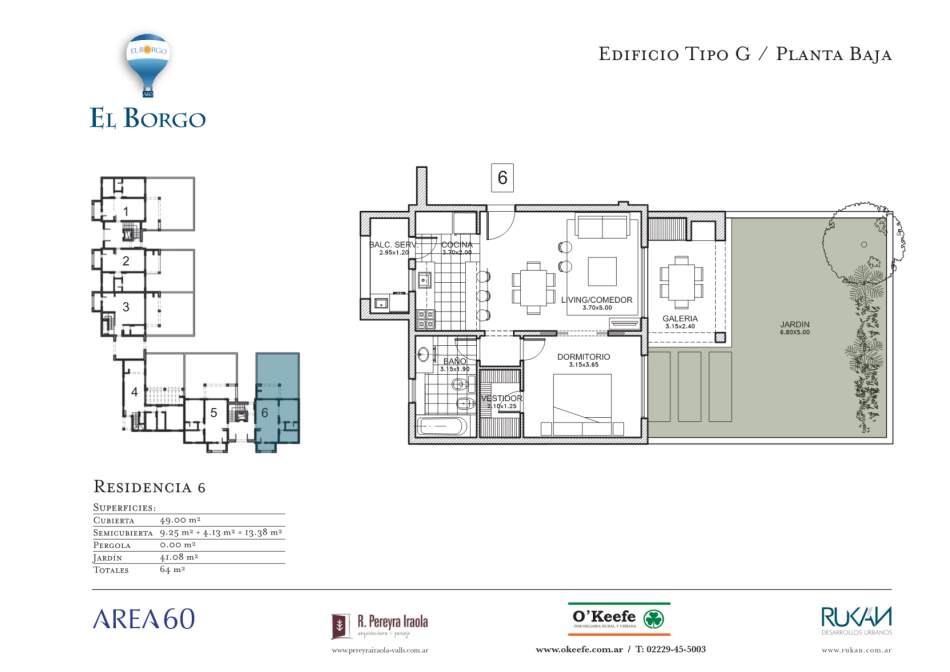 EL BORGO
EL BORGO
EDIFICIO TIPO G / PLANTA BAJA
1
2
3
4
5
6
6
BALC. SERV.
2.95x1.20
COCINA
3.70x2.00
LIVING/COMEDOR
3.70x5.00
GALERIA
3.15x2.40
JARDIN
6.80x5.00
BAÑO
3.15x1.90
DORMITORIO
3.15x3.65
VESTIDOR
2.10x1.25
RESIDENCIA 6
SUPERFICIES:
CUBIERTA 49.00 m²
SEMICUBIERTA 9.25 m² + 4.13 m² = 13.38 m²
PERGOLA 0.00 m²
JARDÍN 41.08 m²
TOTALES 64 m²
AREA60
R. Pereyra Iraola
arquitectura - paisaje
www.pereyrairaola-valls.com.ar
O'Keefe
INMOBILIARIA RURAL Y URBANA
www.okeefe.com.ar / T: 02229-45-5003
RUKAN
DESARROLLOS URBANOS
www.rukan.com.ar